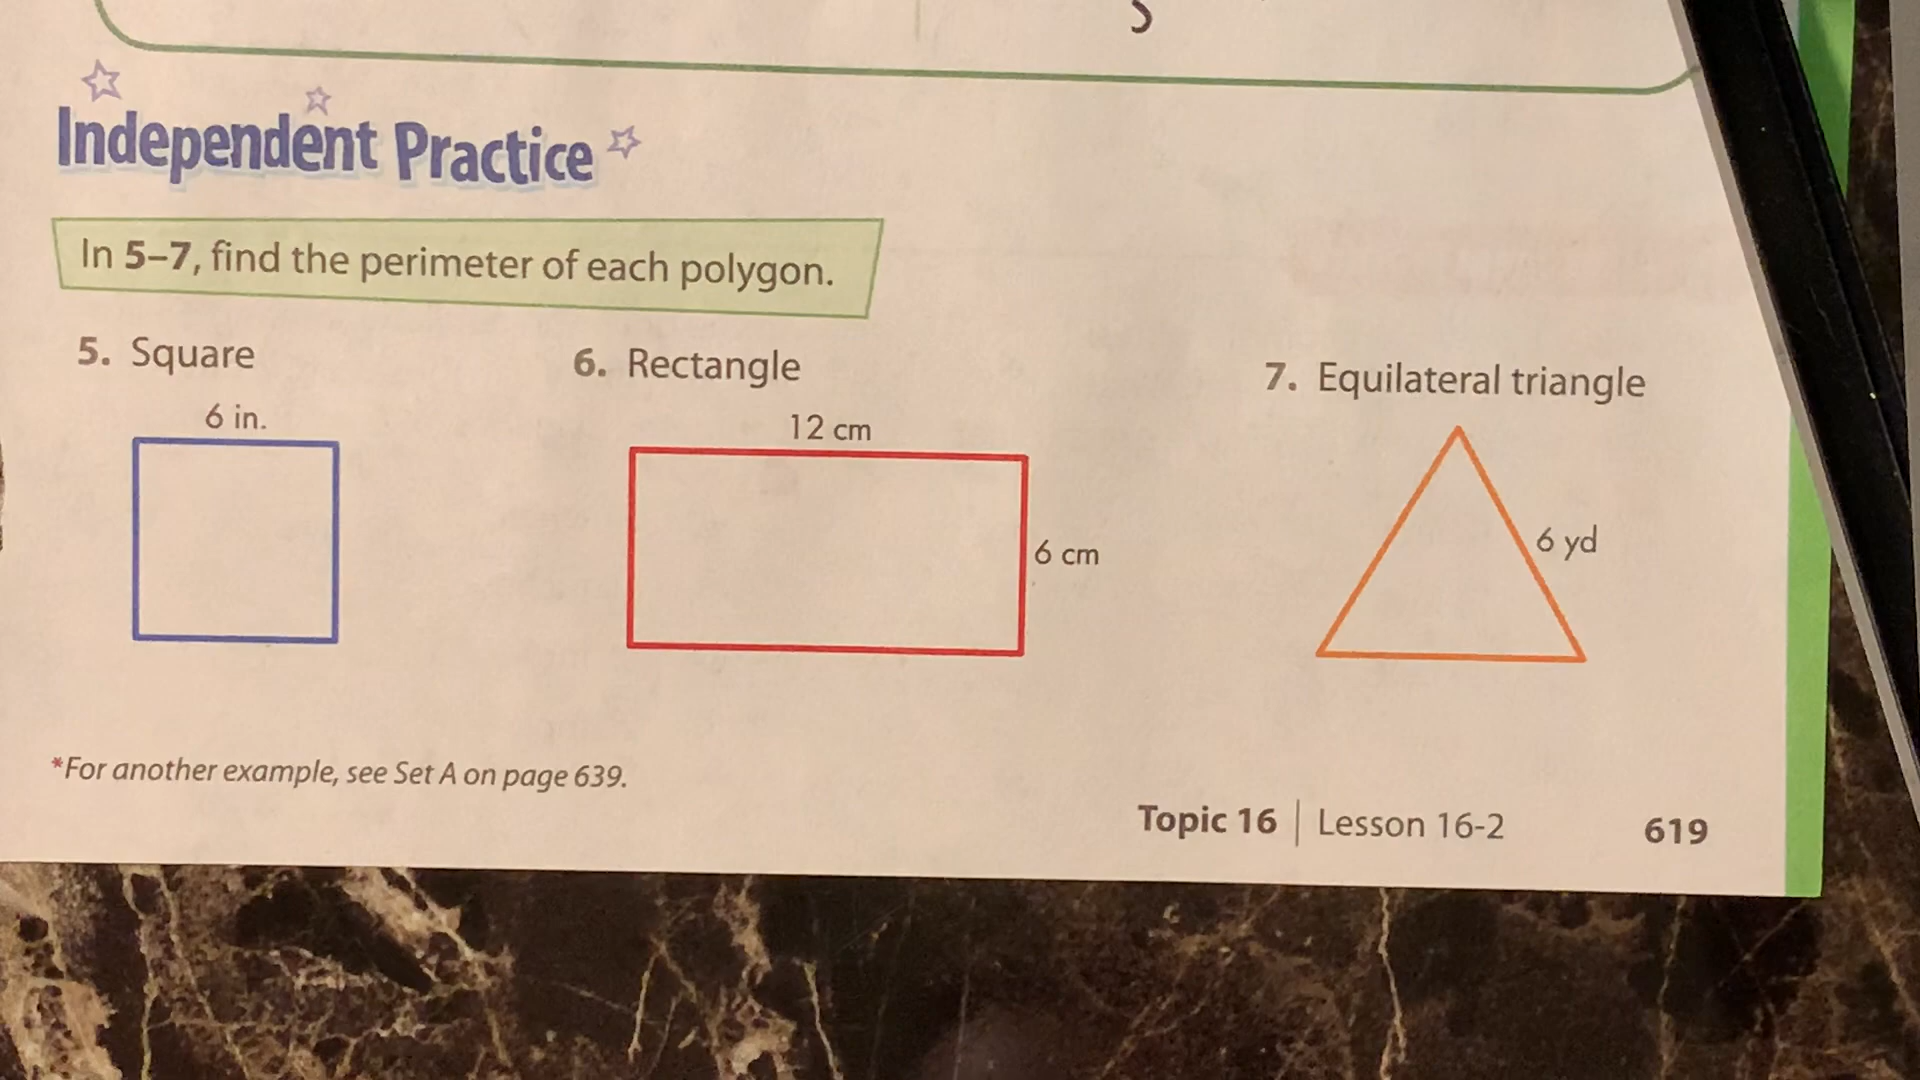 Independent Practice
In 5–7, find the perimeter of each polygon.
5. Square
6. Rectangle
7. Equilateral triangle
6 in.
12 cm
6 cm
6 yd
*For another example, see Set A on page 639.
Topic 16 | Lesson 16-2 619